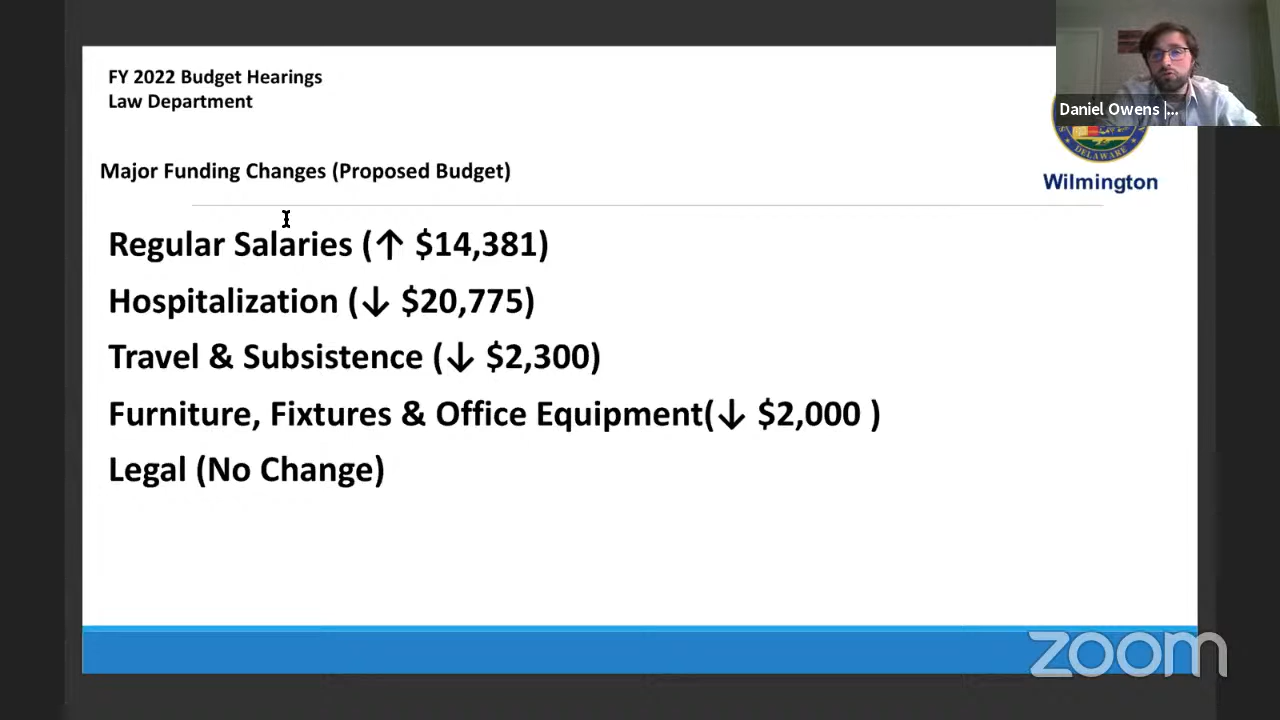 FY 2022 Budget Hearings
Law Department
Daniel Owens |...
DELAWARE
Wilmington
Major Funding Changes (Proposed Budget)
Regular Salaries (↑ $14,381)
Hospitalization (↓ $20,775)
Travel & Subsistence (↓ $2,300)
Furniture, Fixtures & Office Equipment(↓ $2,000 )
Legal (No Change)
zoom